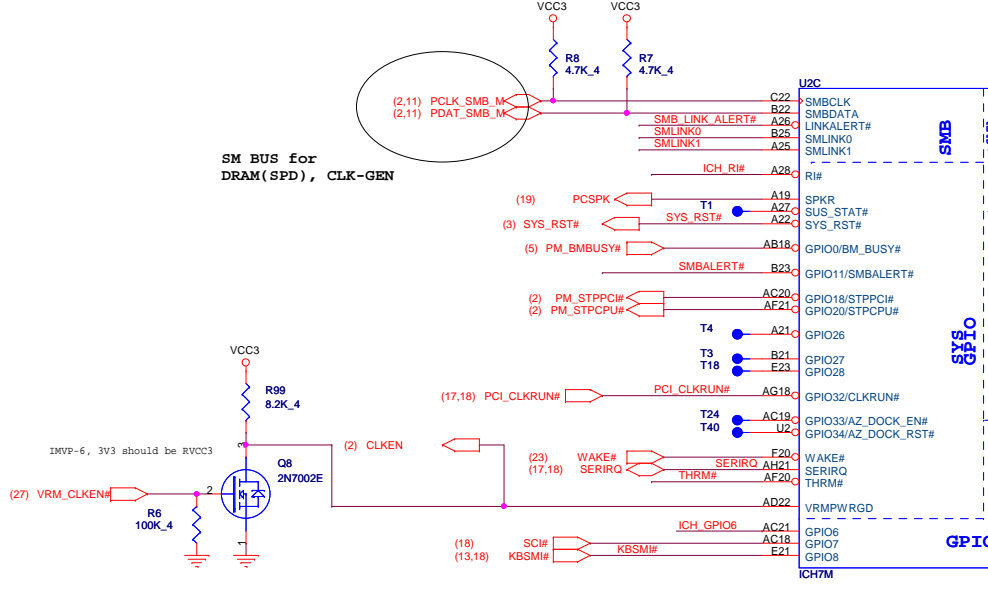 VCC3
VCC3
R8
4.7K_4
R7
4.7K_4
U2C
(2,11) PCLK_SMB_M
(2,11) PDAT_SMB_M
C22 SMBCLK
B22 SMBDATA
SMB_LINK_ALERT# A26 LINKALERT#
SMLINK0 B25 SMLINK0
SMLINK1 A25 SMLINK1
SMB
SM BUS for
DRAM(SPD), CLK-GEN
ICH_RI# A28 RI#
(19) PCSPK A19 SPKR
T1 A27 SUS_STAT#
(3) SYS_RST# SYS_RST# A22 SYS_RST#
(5) PM_BMBUSY# AB18 GPIO0/BM_BUSY#
SMBALERT# B23 GPIO11/SMBALERT#
(2) PM_STPPCI# AC20 GPIO18/STPPCI#
(2) PM_STPCPU# AF21 GPIO20/STPCPU#
T4 A21 GPIO26
SYS
GPIO
T3 B21 GPIO27
T18 E23 GPIO28
VCC3
R99
8.2K_4
(17,18) PCI_CLKRUN# PCI_CLKRUN# AG18 GPIO32/CLKRUN#
T24 AC19 GPIO33/AZ_DOCK_EN#
T40 U2 GPIO34/AZ_DOCK_RST#
3
(2) CLKEN
IMVP-6, 3V3 should be RVCC3
(23) WAKE# F20 WAKE#
(17,18) SERIRQ SERIRQ AH21 SERIRQ
THRM# AF20 THRM#
Q8
2N7002E
(27) VRM_CLKEN# 2
R6
100K_4
AD22 VRMPWRGD
1
ICH_GPIO6 AC21 GPIO6
(18) SCI# AC18 GPIO7
(13,18) KBSMI# KBSMI# E21 GPIO8
GPIO
ICH7M